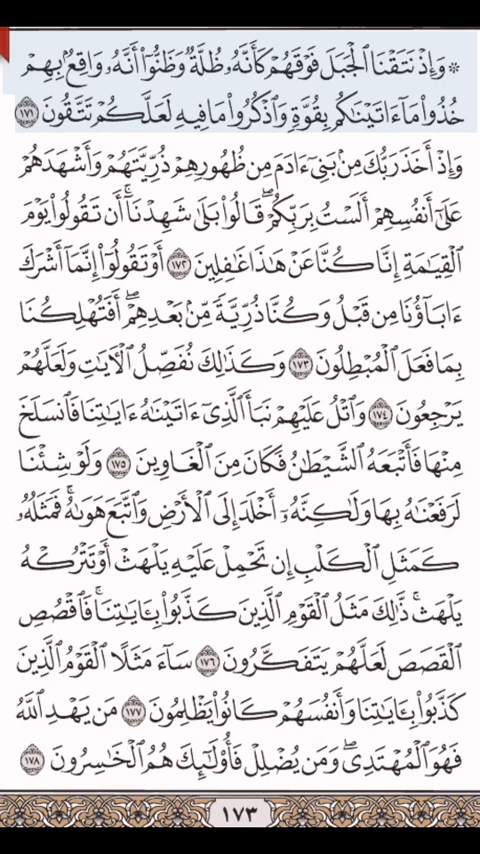 ۞ وَإِذْ نَتَقْنَا ٱلْجَبَلَ فَوْقَهُمْ كَأَنَّهُۥ ظُلَّةٌ وَظَنُّوٓا۟ أَنَّهُۥ وَاقِعٌۢ بِهِمْ
خُذُوا۟ مَآ ءَاتَيْنَٰكُم بِقُوَّةٍ وَٱذْكُرُوا۟ مَا فِيهِ لَعَلَّكُمْ تَتَّقُونَ ١٧١
وَإِذْ أَخَذَ رَبُّكَ مِنۢ بَنِىٓ ءَادَمَ مِن ظُهُورِهِمْ ذُرِّيَّتَهُمْ وَأَشْهَدَهُمْ
عَلَىٰٓ أَنفُسِهِمْ أَلَسْتُ بِرَبِّكُمْ ۖ قَالُوا۟ بَلَىٰ شَهِدْنَآ ۛ أَن تَقُولُوا۟ يَوْمَ
ٱلْقِيَٰمَةِ إِنَّا كُنَّا عَنْ هَٰذَا غَٰفِلِينَ ١٧٢ أَوْ تَقُولُوٓا۟ إِنَّمَآ أَشْرَكَ
ءَابَآؤُنَا مِن قَبْلُ وَكُنَّا ذُرِّيَّةً مِّنۢ بَعْدِهِمْ ۖ أَفَتُهْلِكُنَا
بِمَا فَعَلَ ٱلْمُبْطِلُونَ ١٧٣ وَكَذَٰلِكَ نُفَصِّلُ ٱلْءَايَٰتِ وَلَعَلَّهُمْ
يَرْجِعُونَ ١٧٤ وَٱتْلُ عَلَيْهِمْ نَبَأَ ٱلَّذِىٓ ءَاتَيْنَٰهُ ءَايَٰتِنَا فَٱنسَلَخَ
مِنْهَا فَأَتْبَعَهُ ٱلشَّيْطَٰنُ فَكَانَ مِنَ ٱلْغَاوِينَ ١٧٥ وَلَوْ شِئْنَا
لَرَفَعْنَٰهُ بِهَا وَلَٰكِنَّهُۥٓ أَخْلَدَ إِلَى ٱلْأَرْضِ وَٱتَّبَعَ هَوَىٰهُ ۚ فَمَثَلُهُۥ
كَمَثَلِ ٱلْكَلْبِ إِن تَحْمِلْ عَلَيْهِ يَلْهَثْ أَوْ تَتْرُكْهُ
يَلْهَث ۚ ذَّٰلِكَ مَثَلُ ٱلْقَوْمِ ٱلَّذِينَ كَذَّبُوا۟ بِـَٔايَٰتِنَا ۚ فَٱقْصُصِ
ٱلْقَصَصَ لَعَلَّهُمْ يَتَفَكَّرُونَ ١٧٦ سَآءَ مَثَلًا ٱلْقَوْمُ ٱلَّذِينَ
كَذَّبُوا۟ بِـَٔايَٰتِنَا وَأَنفُسَهُمْ كَانُوا۟ يَظْلِمُونَ ١٧٧ مَن يَهْدِ ٱللَّهُ
فَهُوَ ٱلْمُهْتَدِى ۖ وَمَن يُضْلِلْ فَأُو۟لَٰٓئِكَ هُمُ ٱلْخَٰسِرُونَ ١٧٨
١٧٣